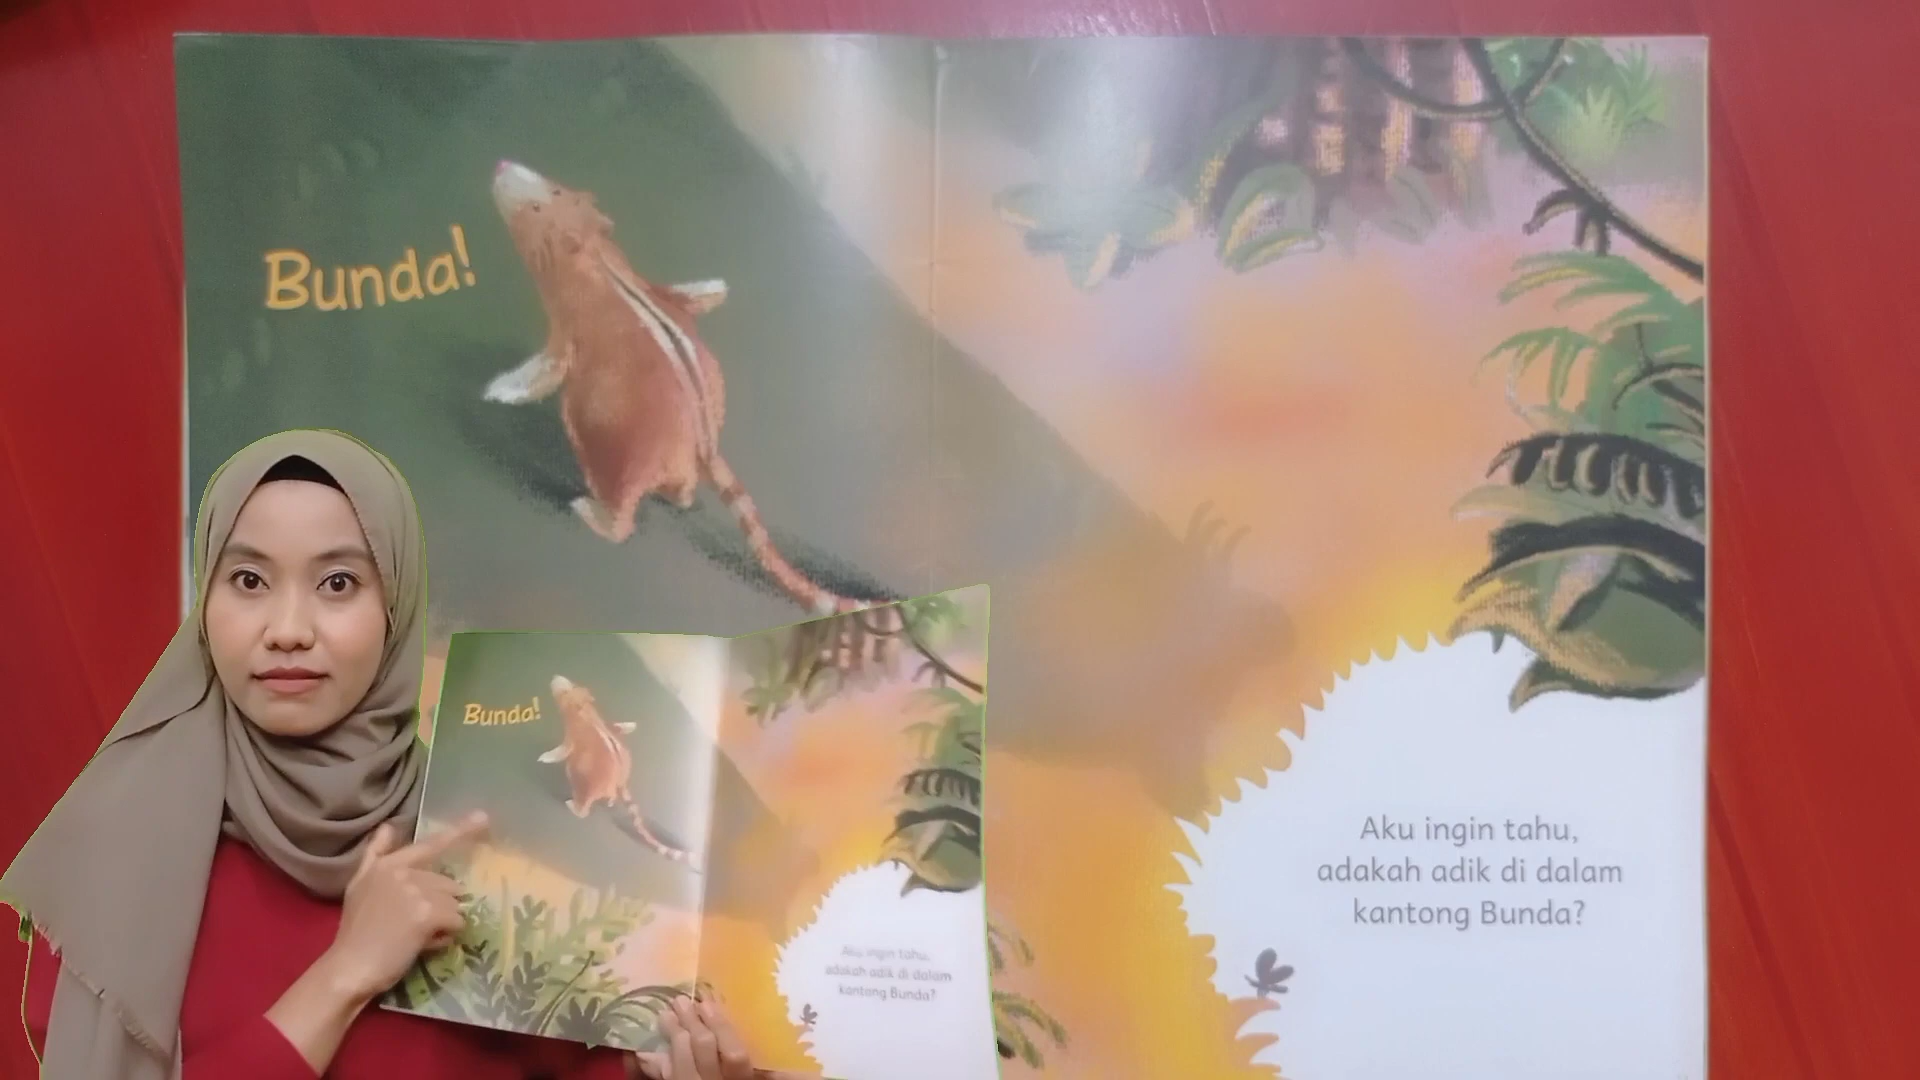 Bunda!
Aku ingin tahu,
adakah adik di dalam
kantong Bunda?
Bunda!
Aku ingin tahu,
adakah adik di dalam
kantong Bunda?